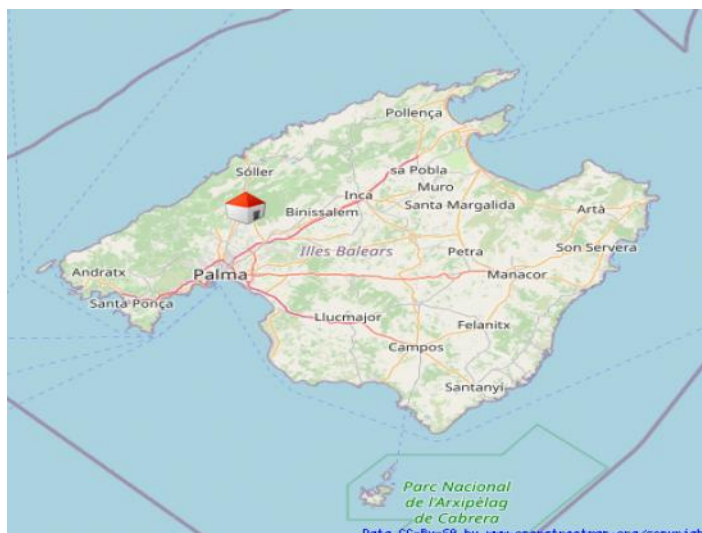 Pollença
sa Pobla
Sóller
Muro
Inca
Santa Margalida
Artà
Binissalem
Illes Balears
Petra
Son Servera
Andratx
Palma
Manacor
Santa Ponça
Llucmajor
Felanitx
Campos
Santanyí
Parc Nacional
de l'Arxipèlag
de Cabrera